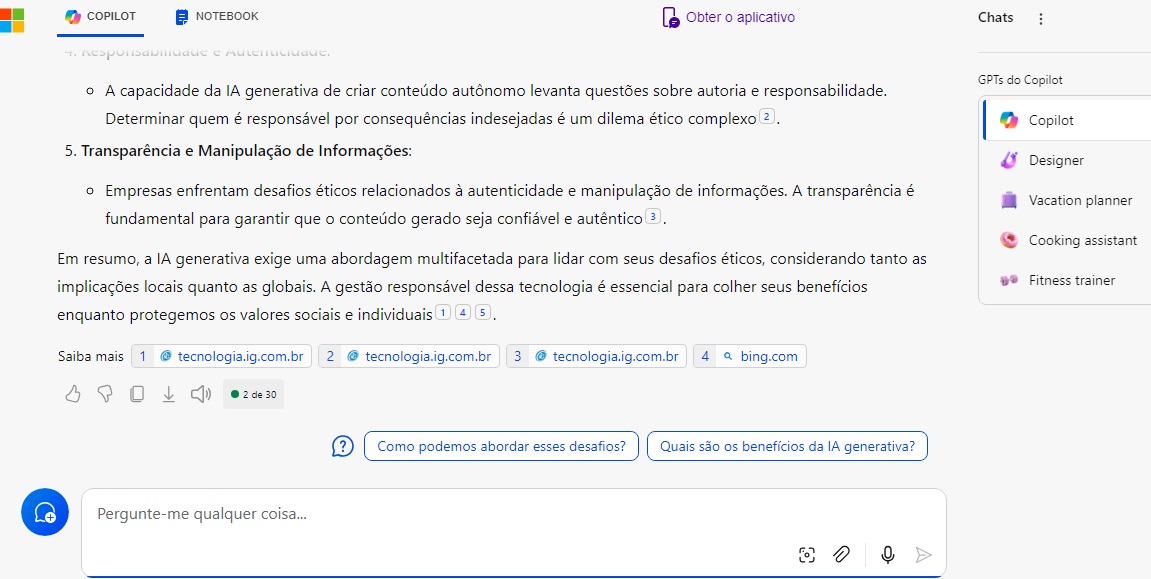 COPILOT
NOTEBOOK
Obter o aplicativo
Chats
4. Responsabilidade e Autenticidade:
A capacidade da IA generativa de criar conteúdo autônomo levanta questões sobre autoria e responsabilidade.
Determinar quem é responsável por consequências indesejadas é um dilema ético complexo 2 .
5. Transparência e Manipulação de Informações:
Empresas enfrentam desafios éticos relacionados à autenticidade e manipulação de informações. A transparência é
fundamental para garantir que o conteúdo gerado seja confiável e autêntico 3 .
Em resumo, a IA generativa exige uma abordagem multifacetada para lidar com seus desafios éticos, considerando tanto as
implicações locais quanto as globais. A gestão responsável dessa tecnologia é essencial para colher seus benefícios
enquanto protegemos os valores sociais e individuais 1 4 5 .
Saiba mais 1 tecnologia.ig.com.br 2 tecnologia.ig.com.br 3 tecnologia.ig.com.br 4 bing.com
2 de 30
Como podemos abordar esses desafios? Quais são os benefícios da IA generativa?
Pergunte-me qualquer coisa...
GPTs do Copilot
Copilot
Designer
Vacation planner
Cooking assistant
Fitness trainer